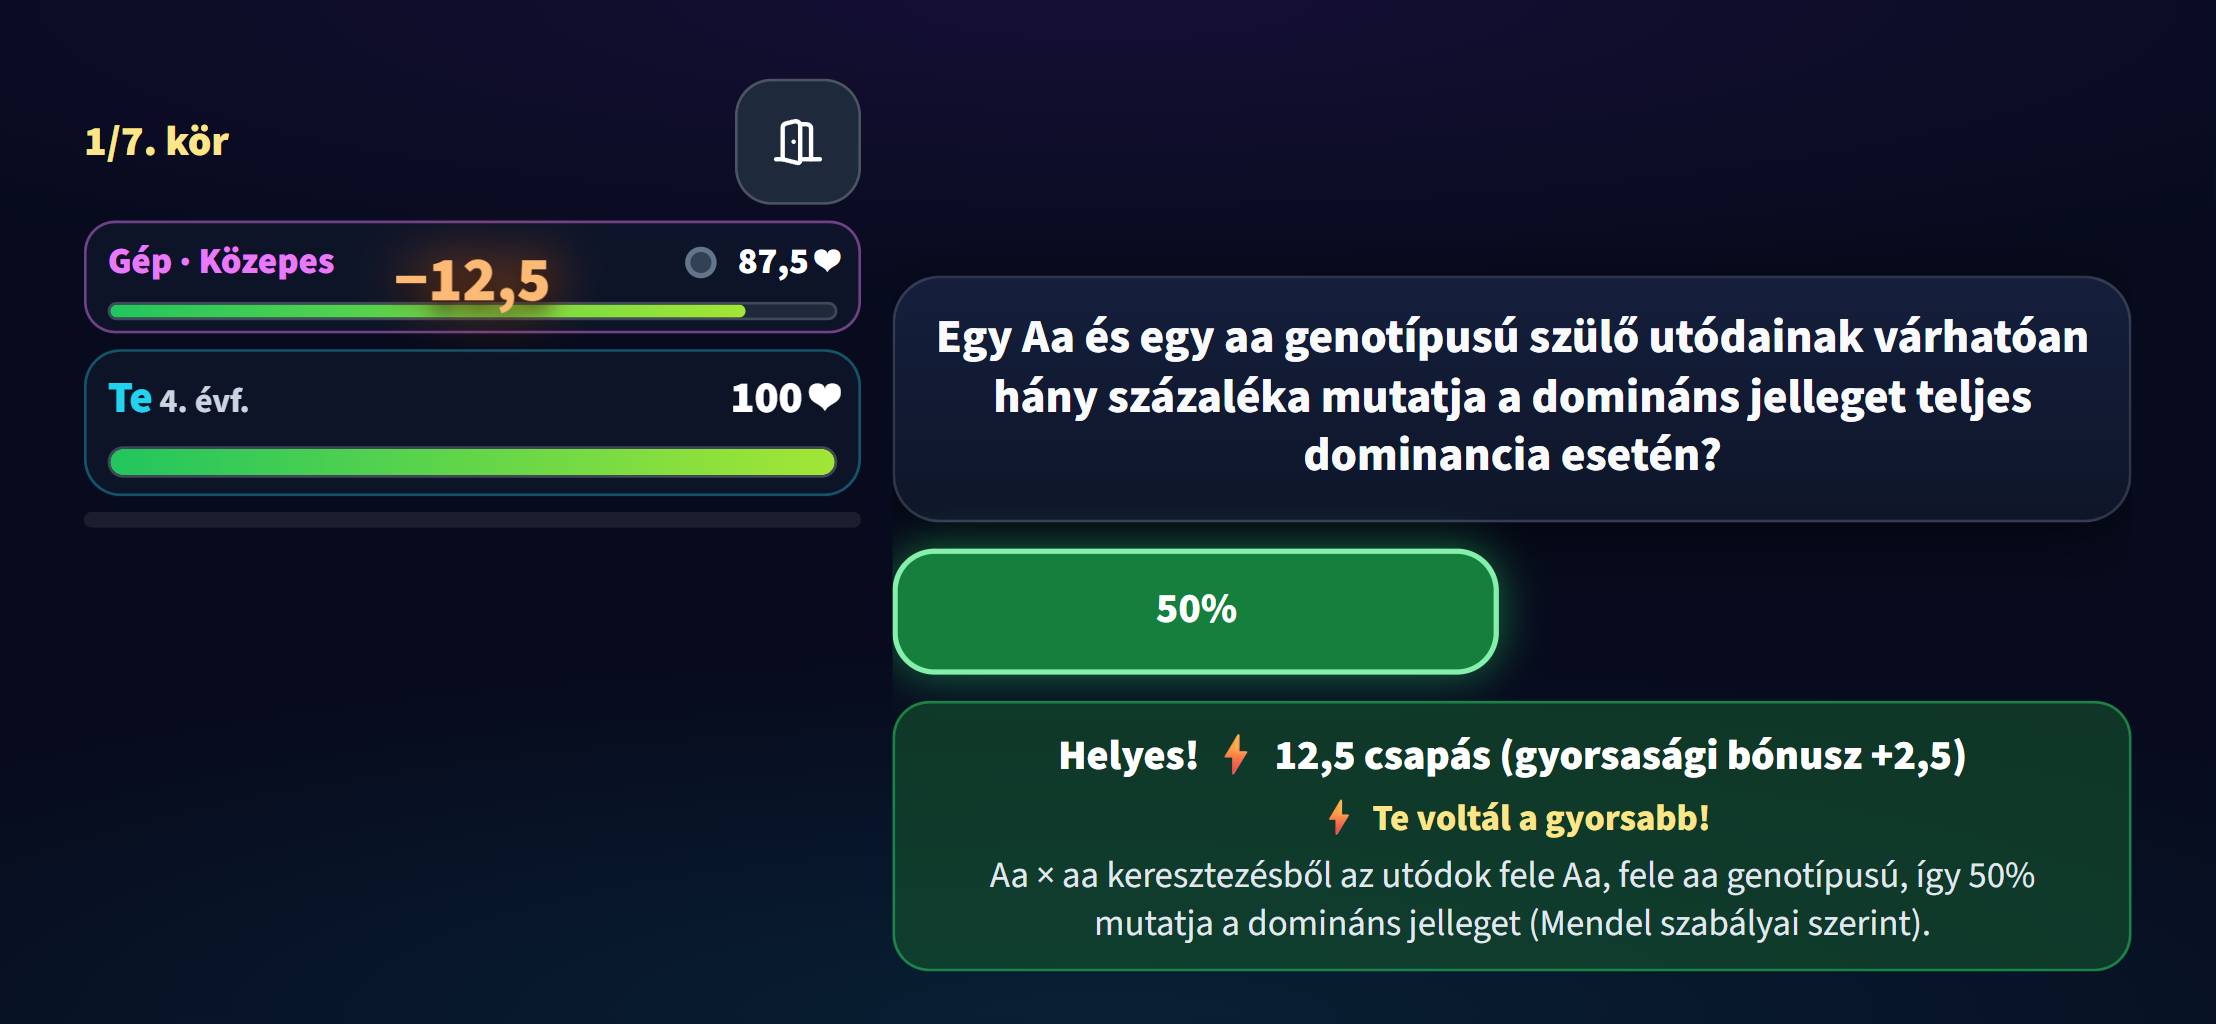 1/7. kör
Gép · Közepes
−12,5
87,5
Te 4. évf.
100
Egy Aa és egy aa genotípusú szülő utódainak várhatóan
hány százaléka mutatja a domináns jelleget teljes
dominancia esetén?
50%
Helyes! 12,5 csapás (gyorsasági bónusz +2,5)
Te voltál a gyorsabb!
Aa × aa keresztezésből az utódok fele Aa, fele aa genotípusú, így 50%
mutatja a domináns jelleget (Mendel szabályai szerint).